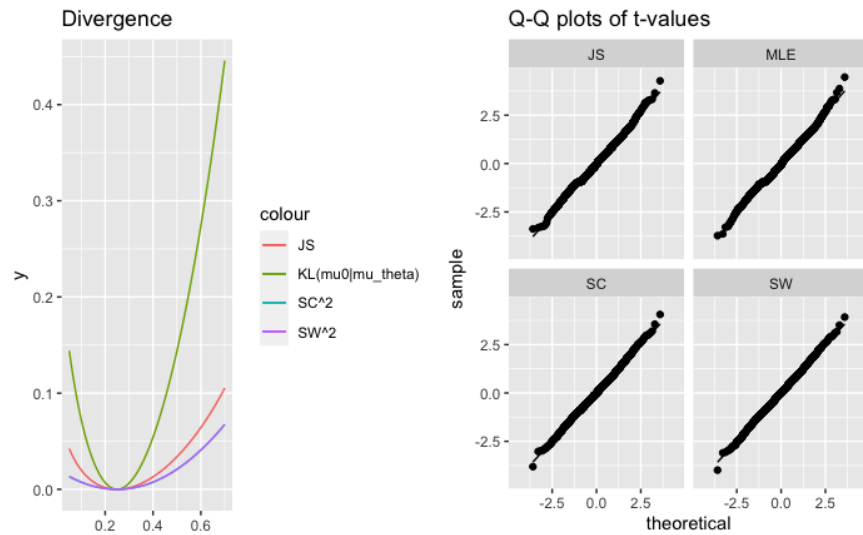 Divergence
y
0.4
0.3
0.2
0.1
0.0
0.2 0.4 0.6
colour
JS
KL(mu0|mu_theta)
SC^2
SW^2
Q-Q plots of t-values
sample
JS MLE
2.5
0.0
-2.5
SC SW
2.5
0.0
-2.5
-2.5 0.0 2.5 -2.5 0.0 2.5
theoretical